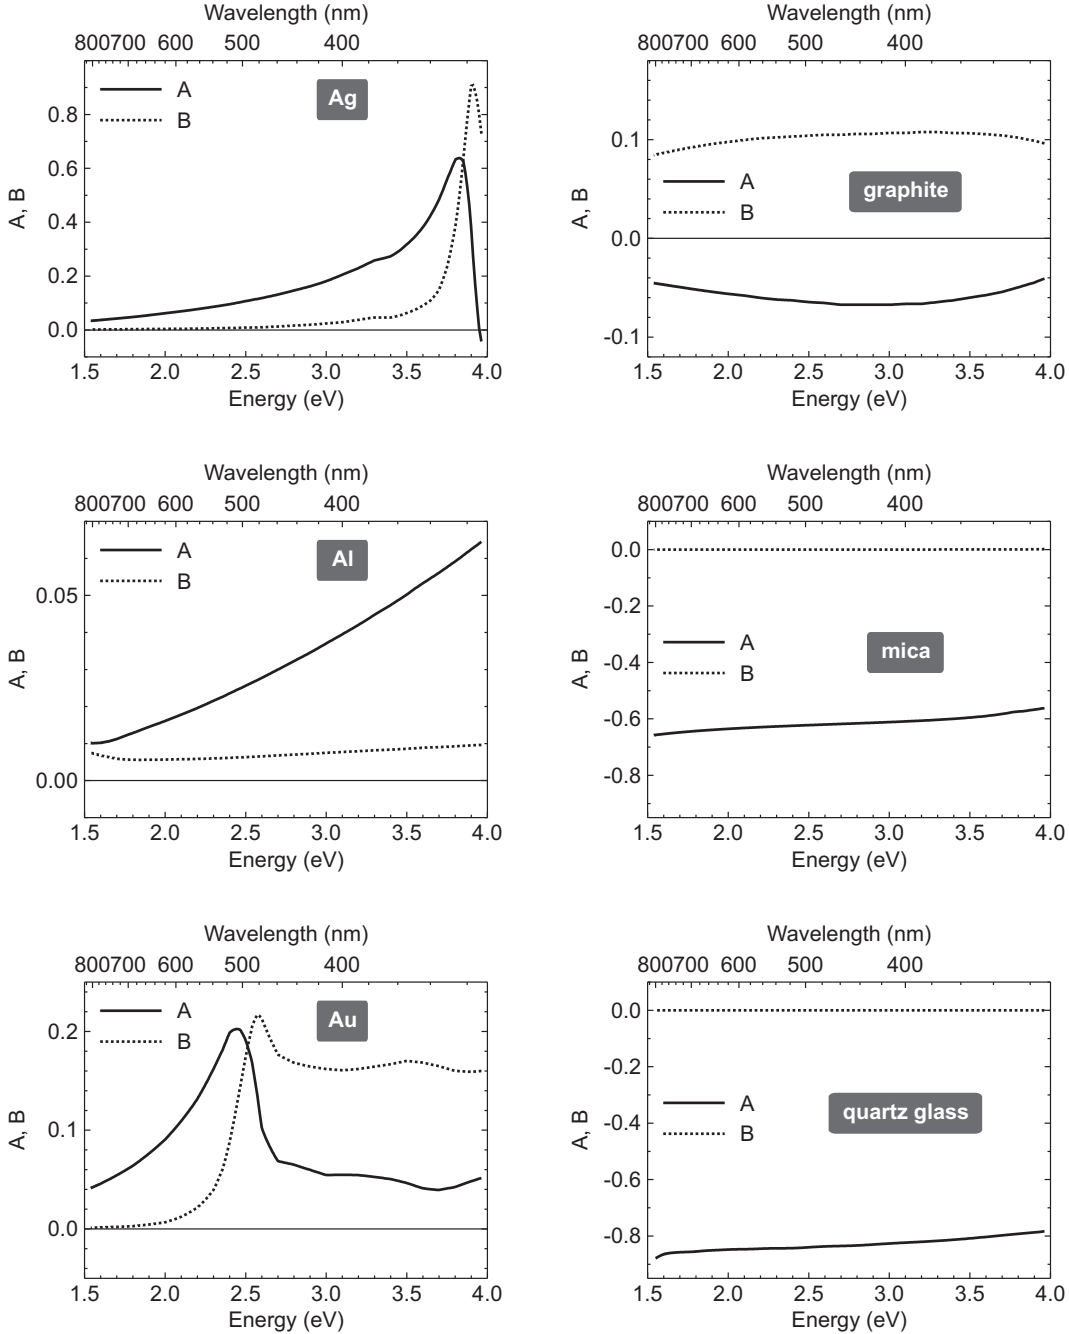 Wavelength (nm)
800700 600 500 400
A
B
Ag
0.8
0.6
0.4
0.2
0.0
A, B
1.5 2.0 2.5 3.0 3.5 4.0
Energy (eV)
Wavelength (nm)
800700 600 500 400
0.1
0.0
-0.1
A, B
A
B
graphite
1.5 2.0 2.5 3.0 3.5 4.0
Energy (eV)
Wavelength (nm)
800700 600 500 400
A
B
Al
0.05
0.00
A, B
1.5 2.0 2.5 3.0 3.5 4.0
Energy (eV)
Wavelength (nm)
800700 600 500 400
0.0
-0.2
-0.4
-0.6
-0.8
A, B
A
B
mica
1.5 2.0 2.5 3.0 3.5 4.0
Energy (eV)
Wavelength (nm)
800700 600 500 400
A
B
Au
0.2
0.1
0.0
A, B
1.5 2.0 2.5 3.0 3.5 4.0
Energy (eV)
Wavelength (nm)
800700 600 500 400
0.0
-0.2
-0.4
-0.6
-0.8
A, B
A
B
quartz glass
1.5 2.0 2.5 3.0 3.5 4.0
Energy (eV)